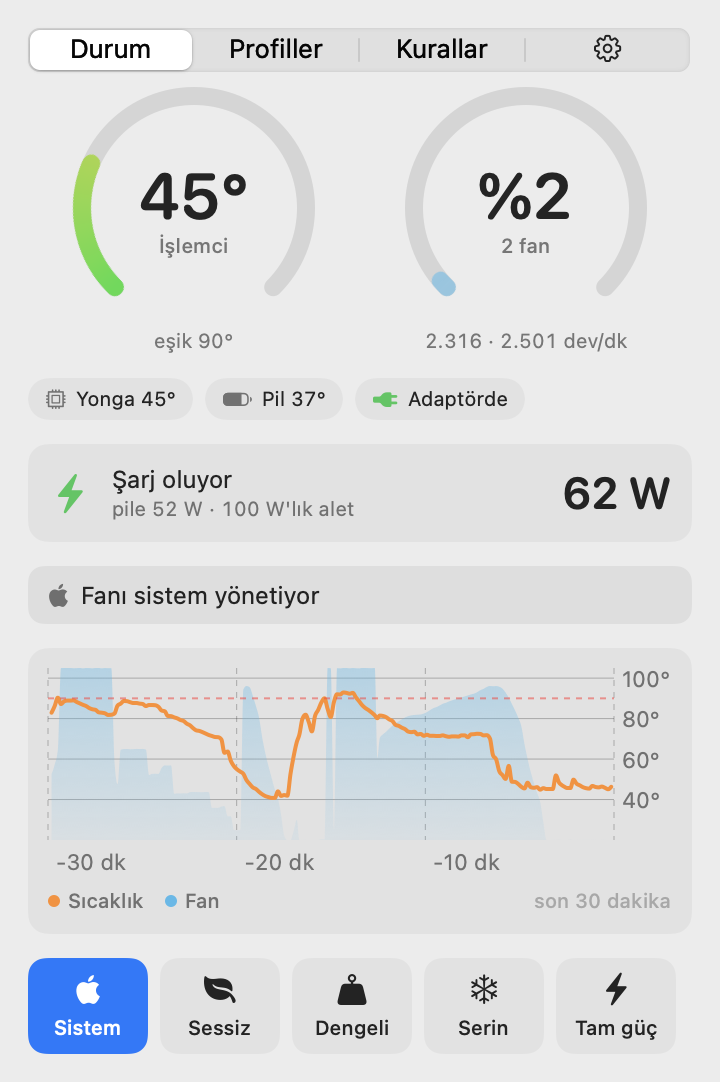 Durum Profiller Kurallar
45° %2
İşlemci 2 fan
eşik 90° 2.316 · 2.501 dev/dk
Yonga 45° Pil 37° Adaptörde
Şarj oluyor
pile 52 W · 100 W'lık alet
62 W
Fanı sistem yönetiyor
100°
80°
60°
40°
-30 dk -20 dk -10 dk
Sıcaklık Fan son 30 dakika
Sistem Sessiz Dengeli Serin Tam güç